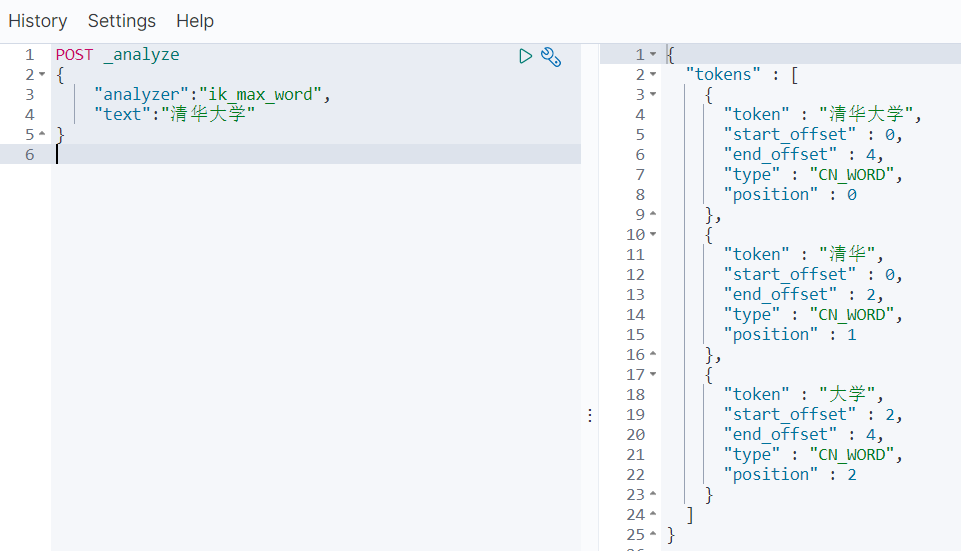 History Settings Help
1 POST _analyze
2 {
3 "analyzer":"ik_max_word",
4 "text":"清华大学"
5 }
6
1 {
2 "tokens" : [
3 {
4 "token" : "清华大学",
5 "start_offset" : 0,
6 "end_offset" : 4,
7 "type" : "CN_WORD",
8 "position" : 0
9 },
10 {
11 "token" : "清华",
12 "start_offset" : 0,
13 "end_offset" : 2,
14 "type" : "CN_WORD",
15 "position" : 1
16 },
17 {
18 "token" : "大学",
19 "start_offset" : 2,
20 "end_offset" : 4,
21 "type" : "CN_WORD",
22 "position" : 2
23 }
24 ]
25 }